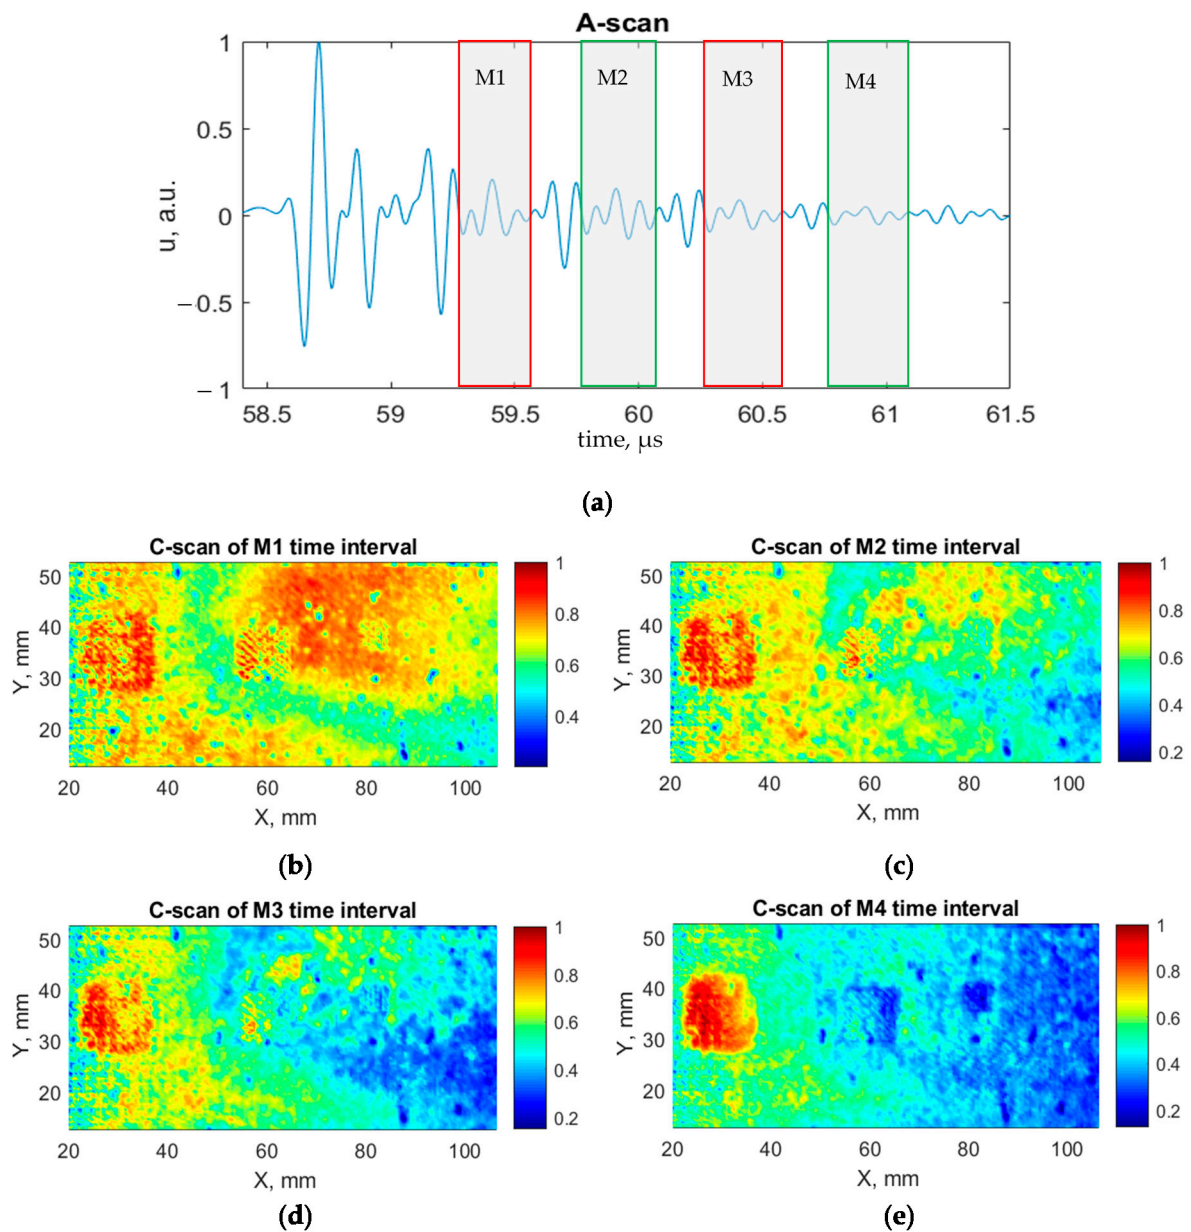 A-scan
1
0.5
0
−0.5
−1
u, a.u.
M1 M2 M3 M4
58.5 59 59.5 60 60.5 61 61.5
time, μs
(a)
C-scan of M1 time interval
50
40
30
20
Y, mm
20 40 60 80 100
X, mm
1
0.8
0.6
0.4
(b)
C-scan of M2 time interval
50
40
30
20
Y, mm
20 40 60 80 100
X, mm
1
0.8
0.6
0.4
0.2
(c)
C-scan of M3 time interval
50
40
30
20
Y, mm
20 40 60 80 100
X, mm
1
0.8
0.6
0.4
0.2
(d)
C-scan of M4 time interval
50
40
30
20
Y, mm
20 40 60 80 100
X, mm
1
0.8
0.6
0.4
0.2
(e)